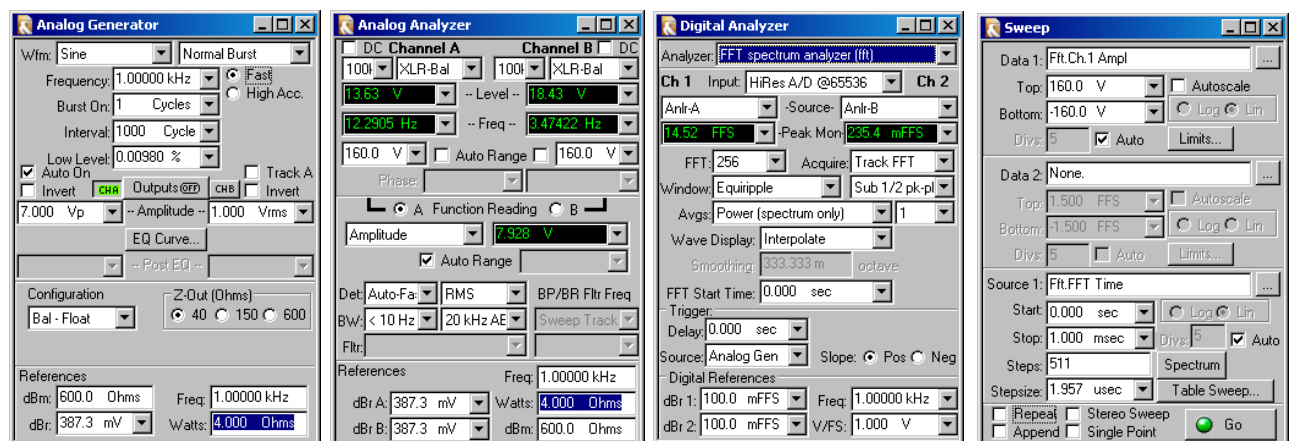 Analog Generator
Wfm: Sine Normal Burst
Frequency: 1.00000 kHz Fast
High Acc.
Burst On: 1 Cycles
Interval: 1000 Cycle
Low Level: 0.00980 %
Auto On Track A
Invert CHA Outputs OFF CHB Invert
7.000 Vp -- Amplitude -- 1.000 Vrms
EQ Curve...
-- Post EQ --
Configuration Z-Out (Ohms)
Bal - Float 40 150 600
References
dBm: 600.0 Ohms Freq: 1.00000 kHz
dBr: 387.3 mV Watts: 4.000 Ohms
Analog Analyzer
DC Channel A Channel B DC
XLR-Bal XLR-Bal
13.63 V -- Level -- 18.43 V
12.2905 Hz -- Freq -- 3.47422 Hz
160.0 V Auto Range 160.0 V
Phase:
A Function Reading B
Amplitude 7.928 V
Auto Range
Det: Auto-Fa: RMS BP/BR Fltr Freq
BW: < 10 Hz 20 kHz AE Sweep Track
Fltr:
References Freq: 1.00000 kHz
dBr A: 387.3 mV Watts: 4.000 Ohms
dBr B: 387.3 mV dBm: 600.0 Ohms
Digital Analyzer
Analyzer: FFT spectrum analyzer (fft)
Ch 1 Input: HiRes A/D @65536 Ch 2
Anlr-A -Source- Anlr-B
14.52 FFS -Peak Mon- 235.4 mFFS
FFT: 256 Acquire: Track FFT
Window: Equiripple Sub 1/2 pk-pl
Avgs: Power (spectrum only) 1
Wave Display: Interpolate
Smoothing: 333.333 m octave
FFT Start Time: 0.000 sec
Trigger:
Delay: 0.000 sec
Source: Analog Gen Slope: Pos Neg
Digital References
dBr 1: 100.0 mFFS Freq: 1.00000 kHz
dBr 2: 100.0 mFFS V/FS: 1.000 V
Sweep
Data 1: Fft.Ch.1 Ampl ...
Top: 160.0 V Autoscale
Bottom: -160.0 V Log Lin
Divs: 5 Auto Limits...
Data 2: None. ...
Top: 1.500 FFS Autoscale
Bottom: -1.500 FFS Log Lin
Divs: 5 Auto Limits...
Source 1: Fft.FFT Time ...
Start: 0.000 sec Log Lin
Stop: 1.000 msec Divs: 5 Auto
Steps: 511 Spectrum
Stepsize: 1.957 usec Table Sweep...
Repeat Stereo Sweep
Append Single Point Go